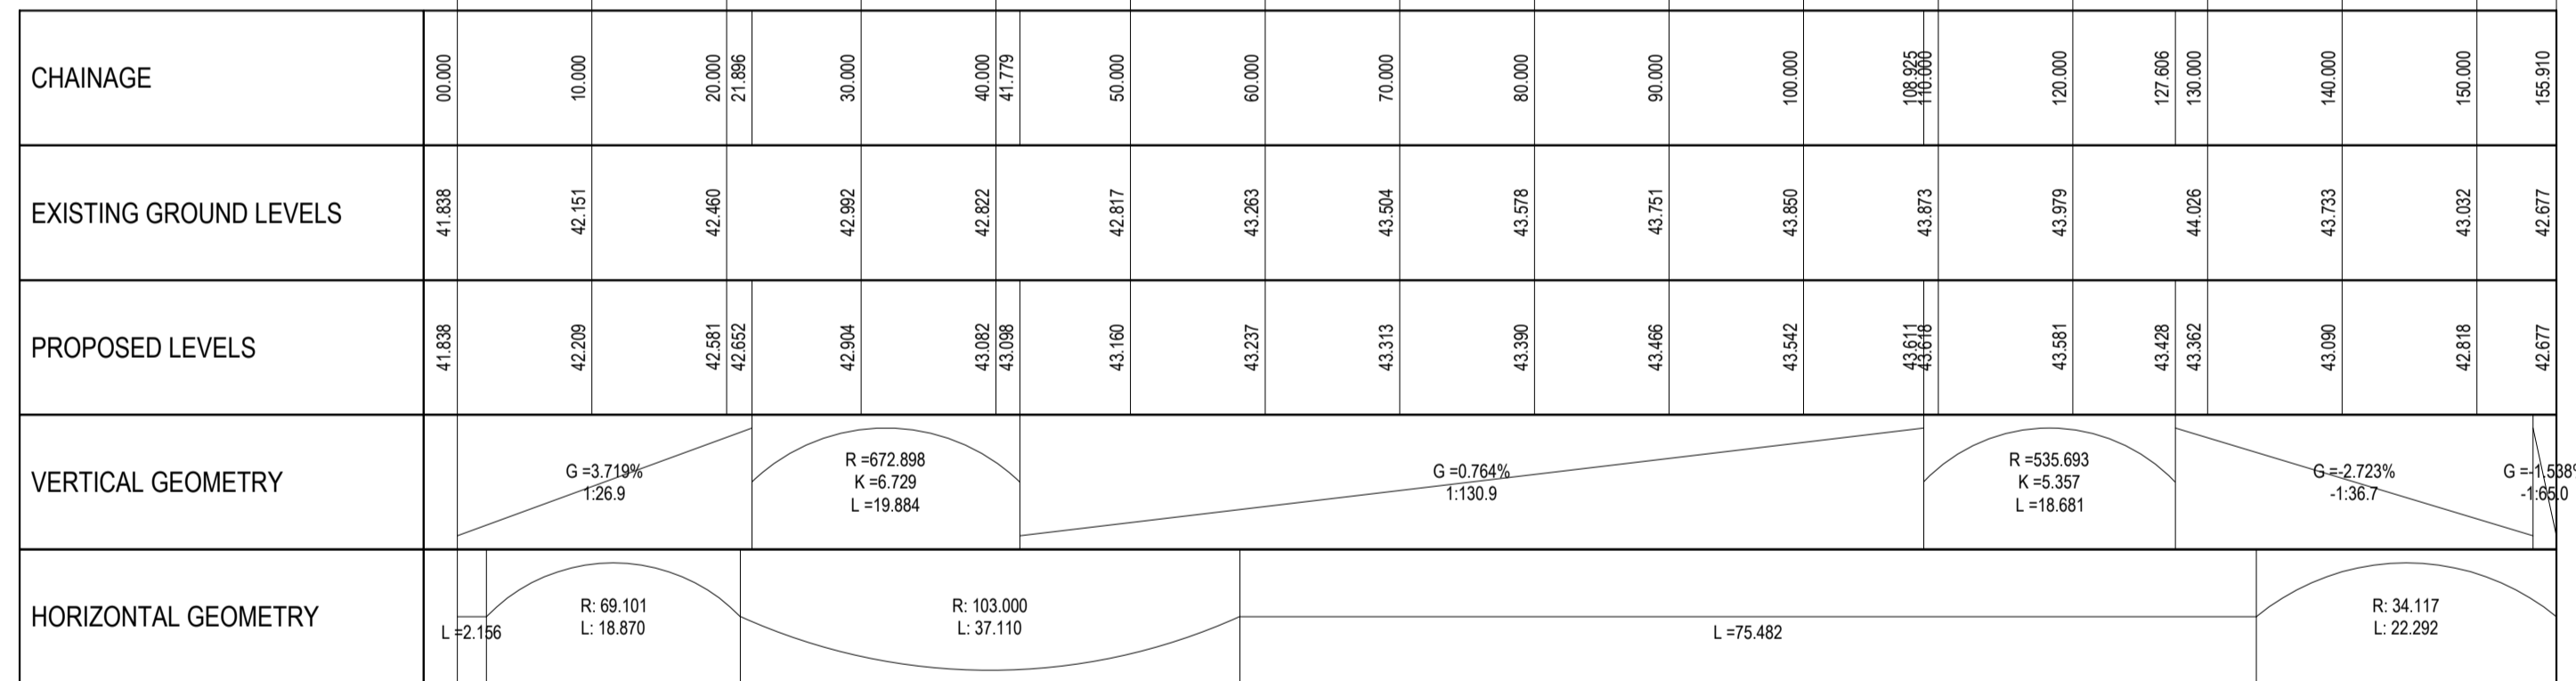 CHAINAGE
00.000
10.000
20.000
21.896
30.000
40.000
41.779
50.000
60.000
70.000
80.000
90.000
100.000
108.925
110.000
120.000
127.606
130.000
140.000
150.000
155.910
EXISTING GROUND LEVELS
41.838
42.151
42.460
42.992
42.822
42.817
43.263
43.504
43.578
43.751
43.850
43.873
43.979
44.026
43.733
43.032
42.677
PROPOSED LEVELS
41.838
42.209
42.581
42.652
42.904
43.082
43.098
43.160
43.237
43.313
43.390
43.466
43.542
43.611
43.618
43.581
43.428
43.362
43.090
42.818
42.677
VERTICAL GEOMETRY
G =3.719%
1:26.9
R =672.898
K =6.729
L =19.884
G =0.764%
1:130.9
R =535.693
K =5.357
L =18.681
G =-2.723%
-1:36.7
G =-1.538%
-1:65.0
HORIZONTAL GEOMETRY
L =2.156
R: 69.101
L: 18.870
R: 103.000
L: 37.110
L =75.482
R: 34.117
L: 22.292